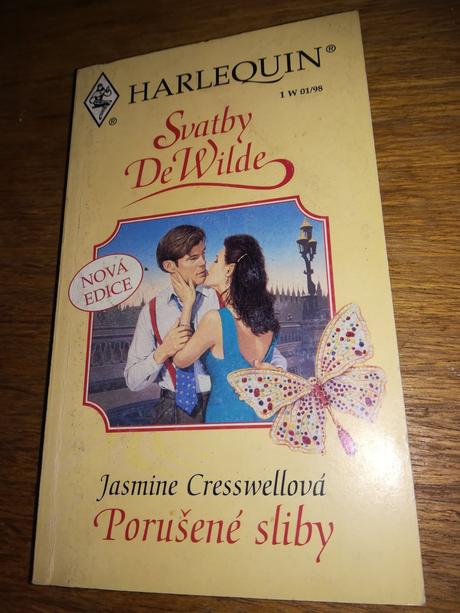 HARLEQUIN®
®
1 W 01/98
Svatby
DeWilde
NOVÁ
EDICE
Jasmine Cresswellová
Porušené sliby